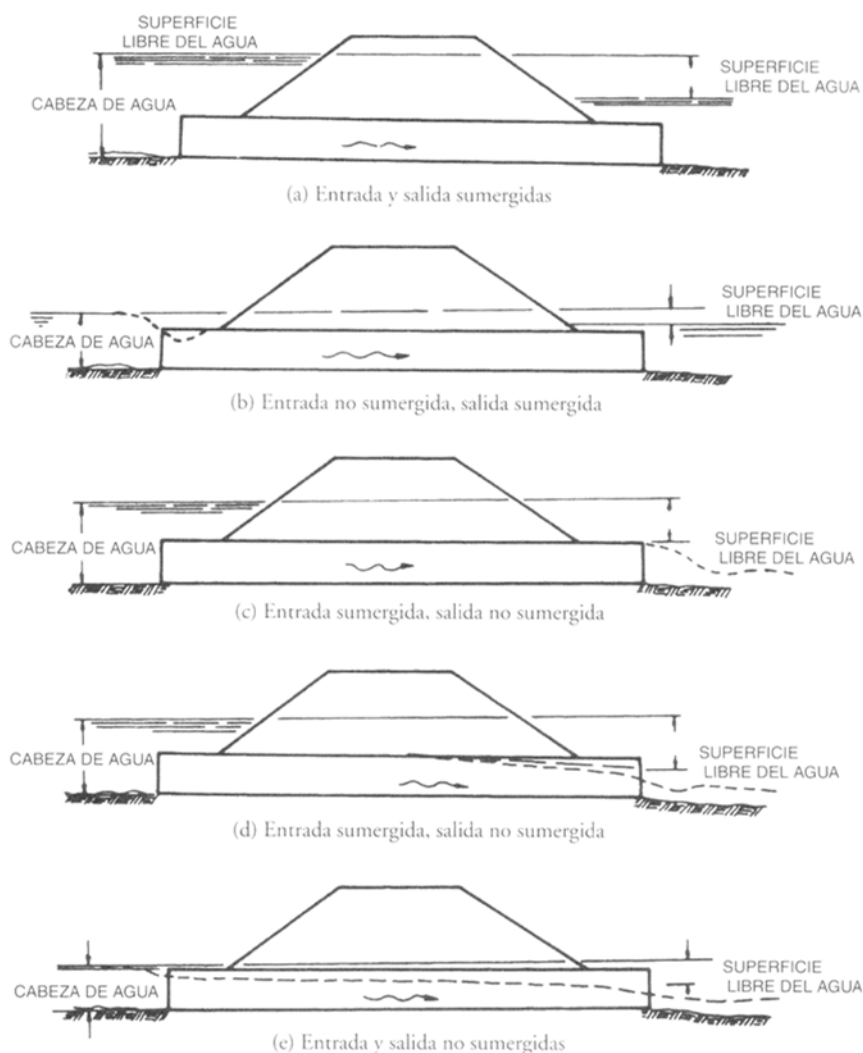 SUPERFICIE
LIBRE DEL AGUA
SUPERFICIE
LIBRE DEL AGUA
CABEZA DE AGUA
(a) Entrada y salida sumergidas
SUPERFICIE
LIBRE DEL AGUA
CABEZA DE AGUA
(b) Entrada no sumergida, salida sumergida
SUPERFICIE
LIBRE DEL AGUA
CABEZA DE AGUA
(c) Entrada sumergida, salida no sumergida
SUPERFICIE
LIBRE DEL AGUA
CABEZA DE AGUA
(d) Entrada sumergida, salida no sumergida
SUPERFICIE
LIBRE DEL AGUA
CABEZA DE AGUA
(e) Entrada y salida no sumergidas